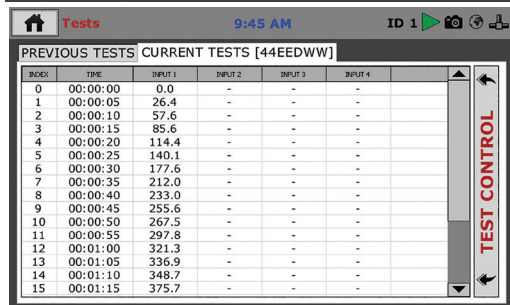 Tests 9:45 AM ID 1
PREVIOUS TESTS CURRENT TESTS [44EEDWW]
INDEX TIME INPUT 1 INPUT 2 INPUT 3 INPUT 4
0 00:00:00 0.0 - - -
1 00:00:05 26.4 - - -
2 00:00:10 57.6 - - -
3 00:00:15 85.6 - - -
4 00:00:20 114.4 - - -
5 00:00:25 140.1 - - -
6 00:00:30 177.6 - - -
7 00:00:35 212.0 - - -
8 00:00:40 233.0 - - -
9 00:00:45 255.6 - - -
10 00:00:50 267.5 - - -
11 00:00:55 297.8 - - -
12 00:01:00 321.3 - - -
13 00:01:05 336.9 - - -
14 00:01:10 348.7 - - -
15 00:01:15 375.7 - - -
TEST CONTROL